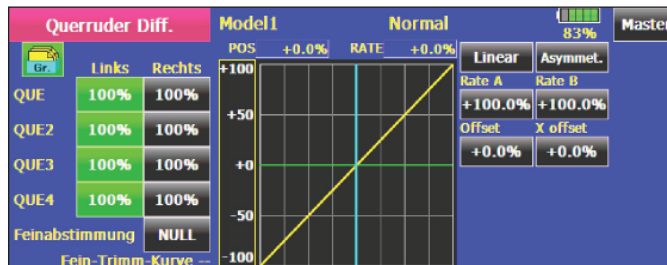 Querruder Diff.
Model1
Normal
83%
Master
Gr.
Links
Rechts
QUE
100%
100%
QUE2
100%
100%
QUE3
100%
100%
QUE4
100%
100%
Feinabstimmung
NULL
Fein-Trimm-Kurve --
POS
+0.0%
RATE
+0.0%
+100
+50
+0
-50
-100
Linear
Asymmet.
Rate A
Rate B
+100.0%
+100.0%
Offset
X offset
+0.0%
+0.0%